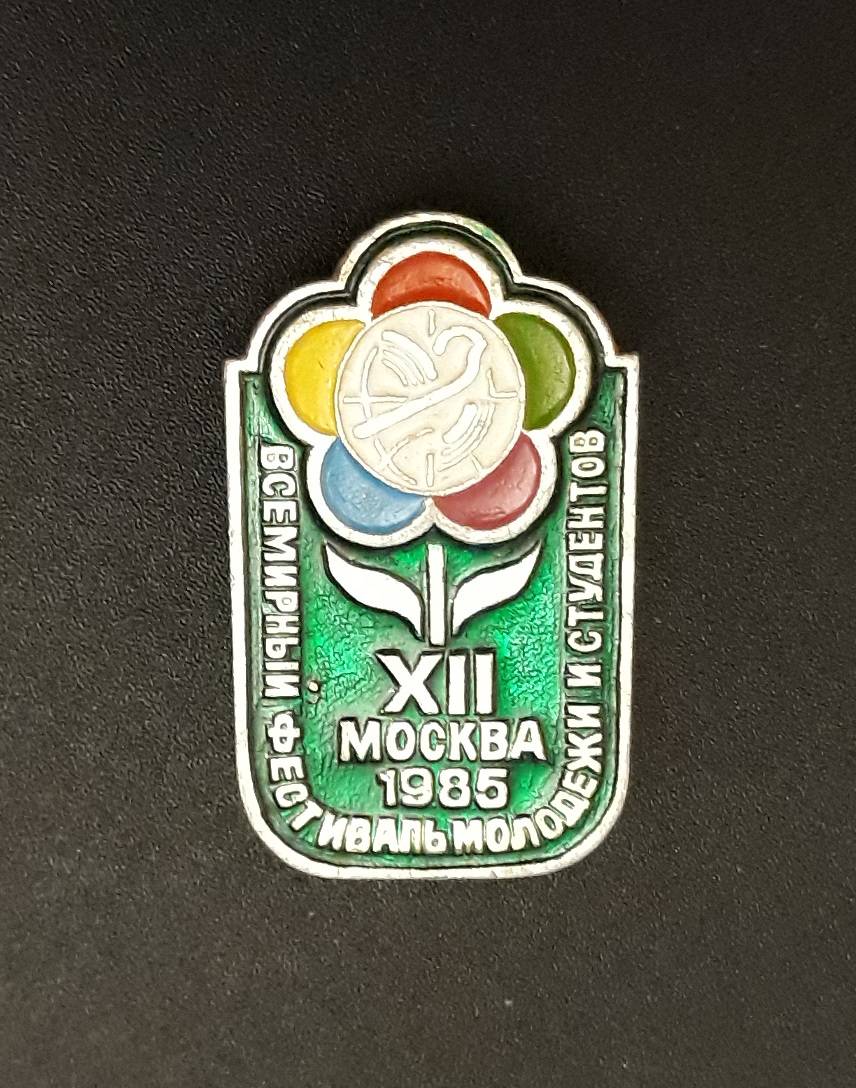 ВСЕМИРНЫЙ ФЕСТИВАЛЬ МОЛОДЕЖИ И СТУДЕНТОВ
XII
МОСКВА
1985